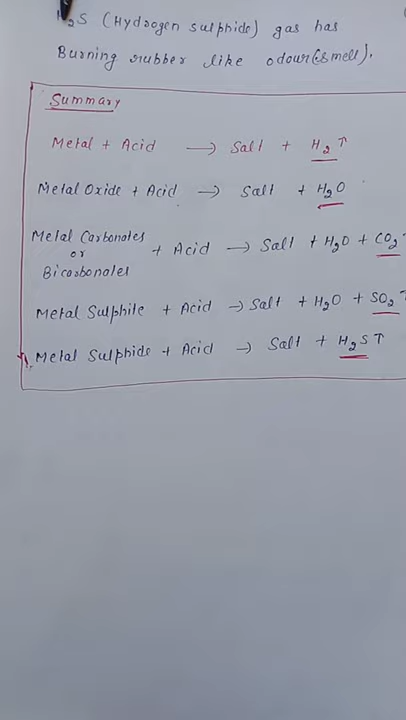 H₂S (Hydrogen sulphide) gas has
Burning rubber like odour (smell).
Summary
Metal + Acid → Salt + H₂ ↑
Metal Oxide + Acid → Salt + H₂O
Metal Carbonates or Bicarbonates + Acid → Salt + H₂O + CO₂ ↑
Metal Sulphite + Acid → Salt + H₂O + SO₂ ↑
Metal Sulphide + Acid → Salt + H₂S ↑